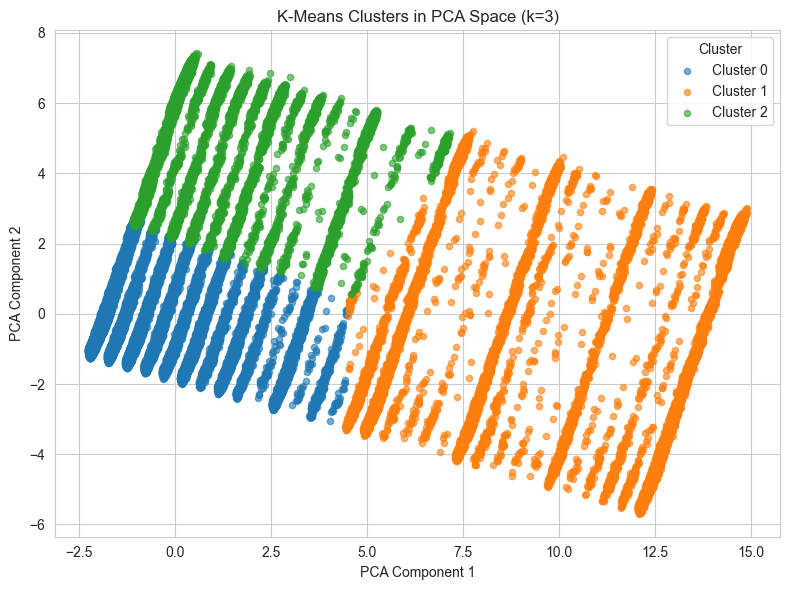 K-Means Clusters in PCA Space (k=3)
Cluster
Cluster 0
Cluster 1
Cluster 2
PCA Component 2
8
6
4
2
0
−2
−4
−6
−2.5 0.0 2.5 5.0 7.5 10.0 12.5 15.0
PCA Component 1